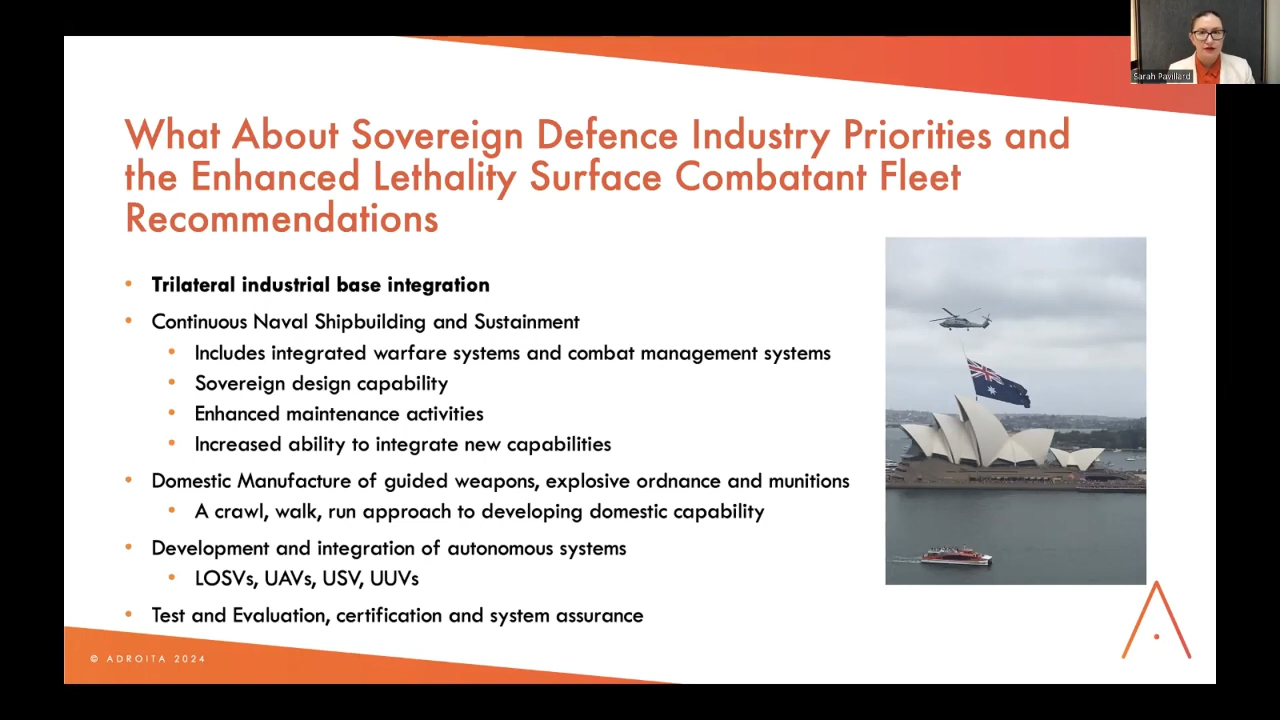 Sarah Pavillard
What About Sovereign Defence Industry Priorities and
the Enhanced Lethality Surface Combatant Fleet
Recommendations
• Trilateral industrial base integration
• Continuous Naval Shipbuilding and Sustainment
• Includes integrated warfare systems and combat management systems
• Sovereign design capability
• Enhanced maintenance activities
• Increased ability to integrate new capabilities
• Domestic Manufacture of guided weapons, explosive ordnance and munitions
• A crawl, walk, run approach to developing domestic capability
• Development and integration of autonomous systems
• LOSVs, UAVs, USV, UUVs
• Test and Evaluation, certification and system assurance
© ADROITA 2024